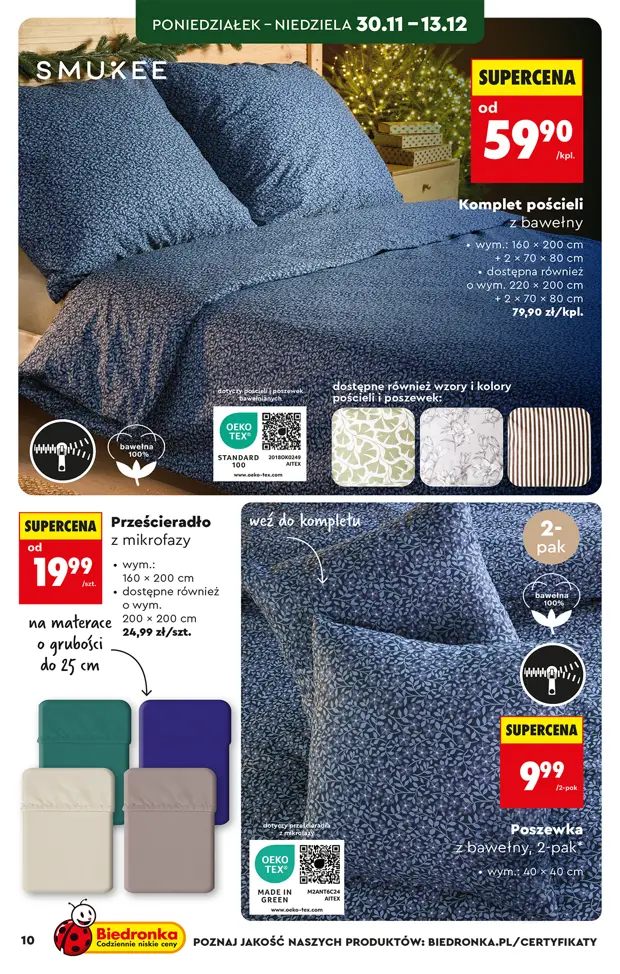 PONIEDZIAŁEK – NIEDZIELA 30.11 – 13.12
SMUKEE
SUPERCENA
od
59 90
/kpl.
Komplet pościeli
z bawełny
• wym.: 160 × 200 cm
+ 2 × 70 × 80 cm
• dostępna również
o wym. 220 × 200 cm
+ 2 × 70 × 80 cm
79,90 zł/kpl.
dotyczy pościeli i poszewek
bawełnianych
dostępne również wzory i kolory
pościeli i poszewek:
OEKO
TEX®
STANDARD
100
2018OK0249
AITEX
www.oeko-tex.com
bawełna
100%
SUPERCENA
od
19 99
/szt.
Prześcieradło
z mikrofazy
• wym.:
160 × 200 cm
• dostępne również
o wym.
200 × 200 cm
24,99 zł/szt.
na materace
o grubości
do 25 cm
weź do kompletu
2-
pak
bawełna
100%
SUPERCENA
9 99
/2-pak
Poszewka
z bawełny, 2-pak*
• wym.: 40 × 40 cm
dotyczy prześcieradła
z mikrofazy
OEKO
TEX®
MADE IN
GREEN
M2ANT6C24
AITEX
www.oeko-tex.com
10
Biedronka
Codziennie niskie ceny
POZNAJ JAKOŚĆ NASZYCH PRODUKTÓW: BIEDRONKA.PL/CERTYFIKATY